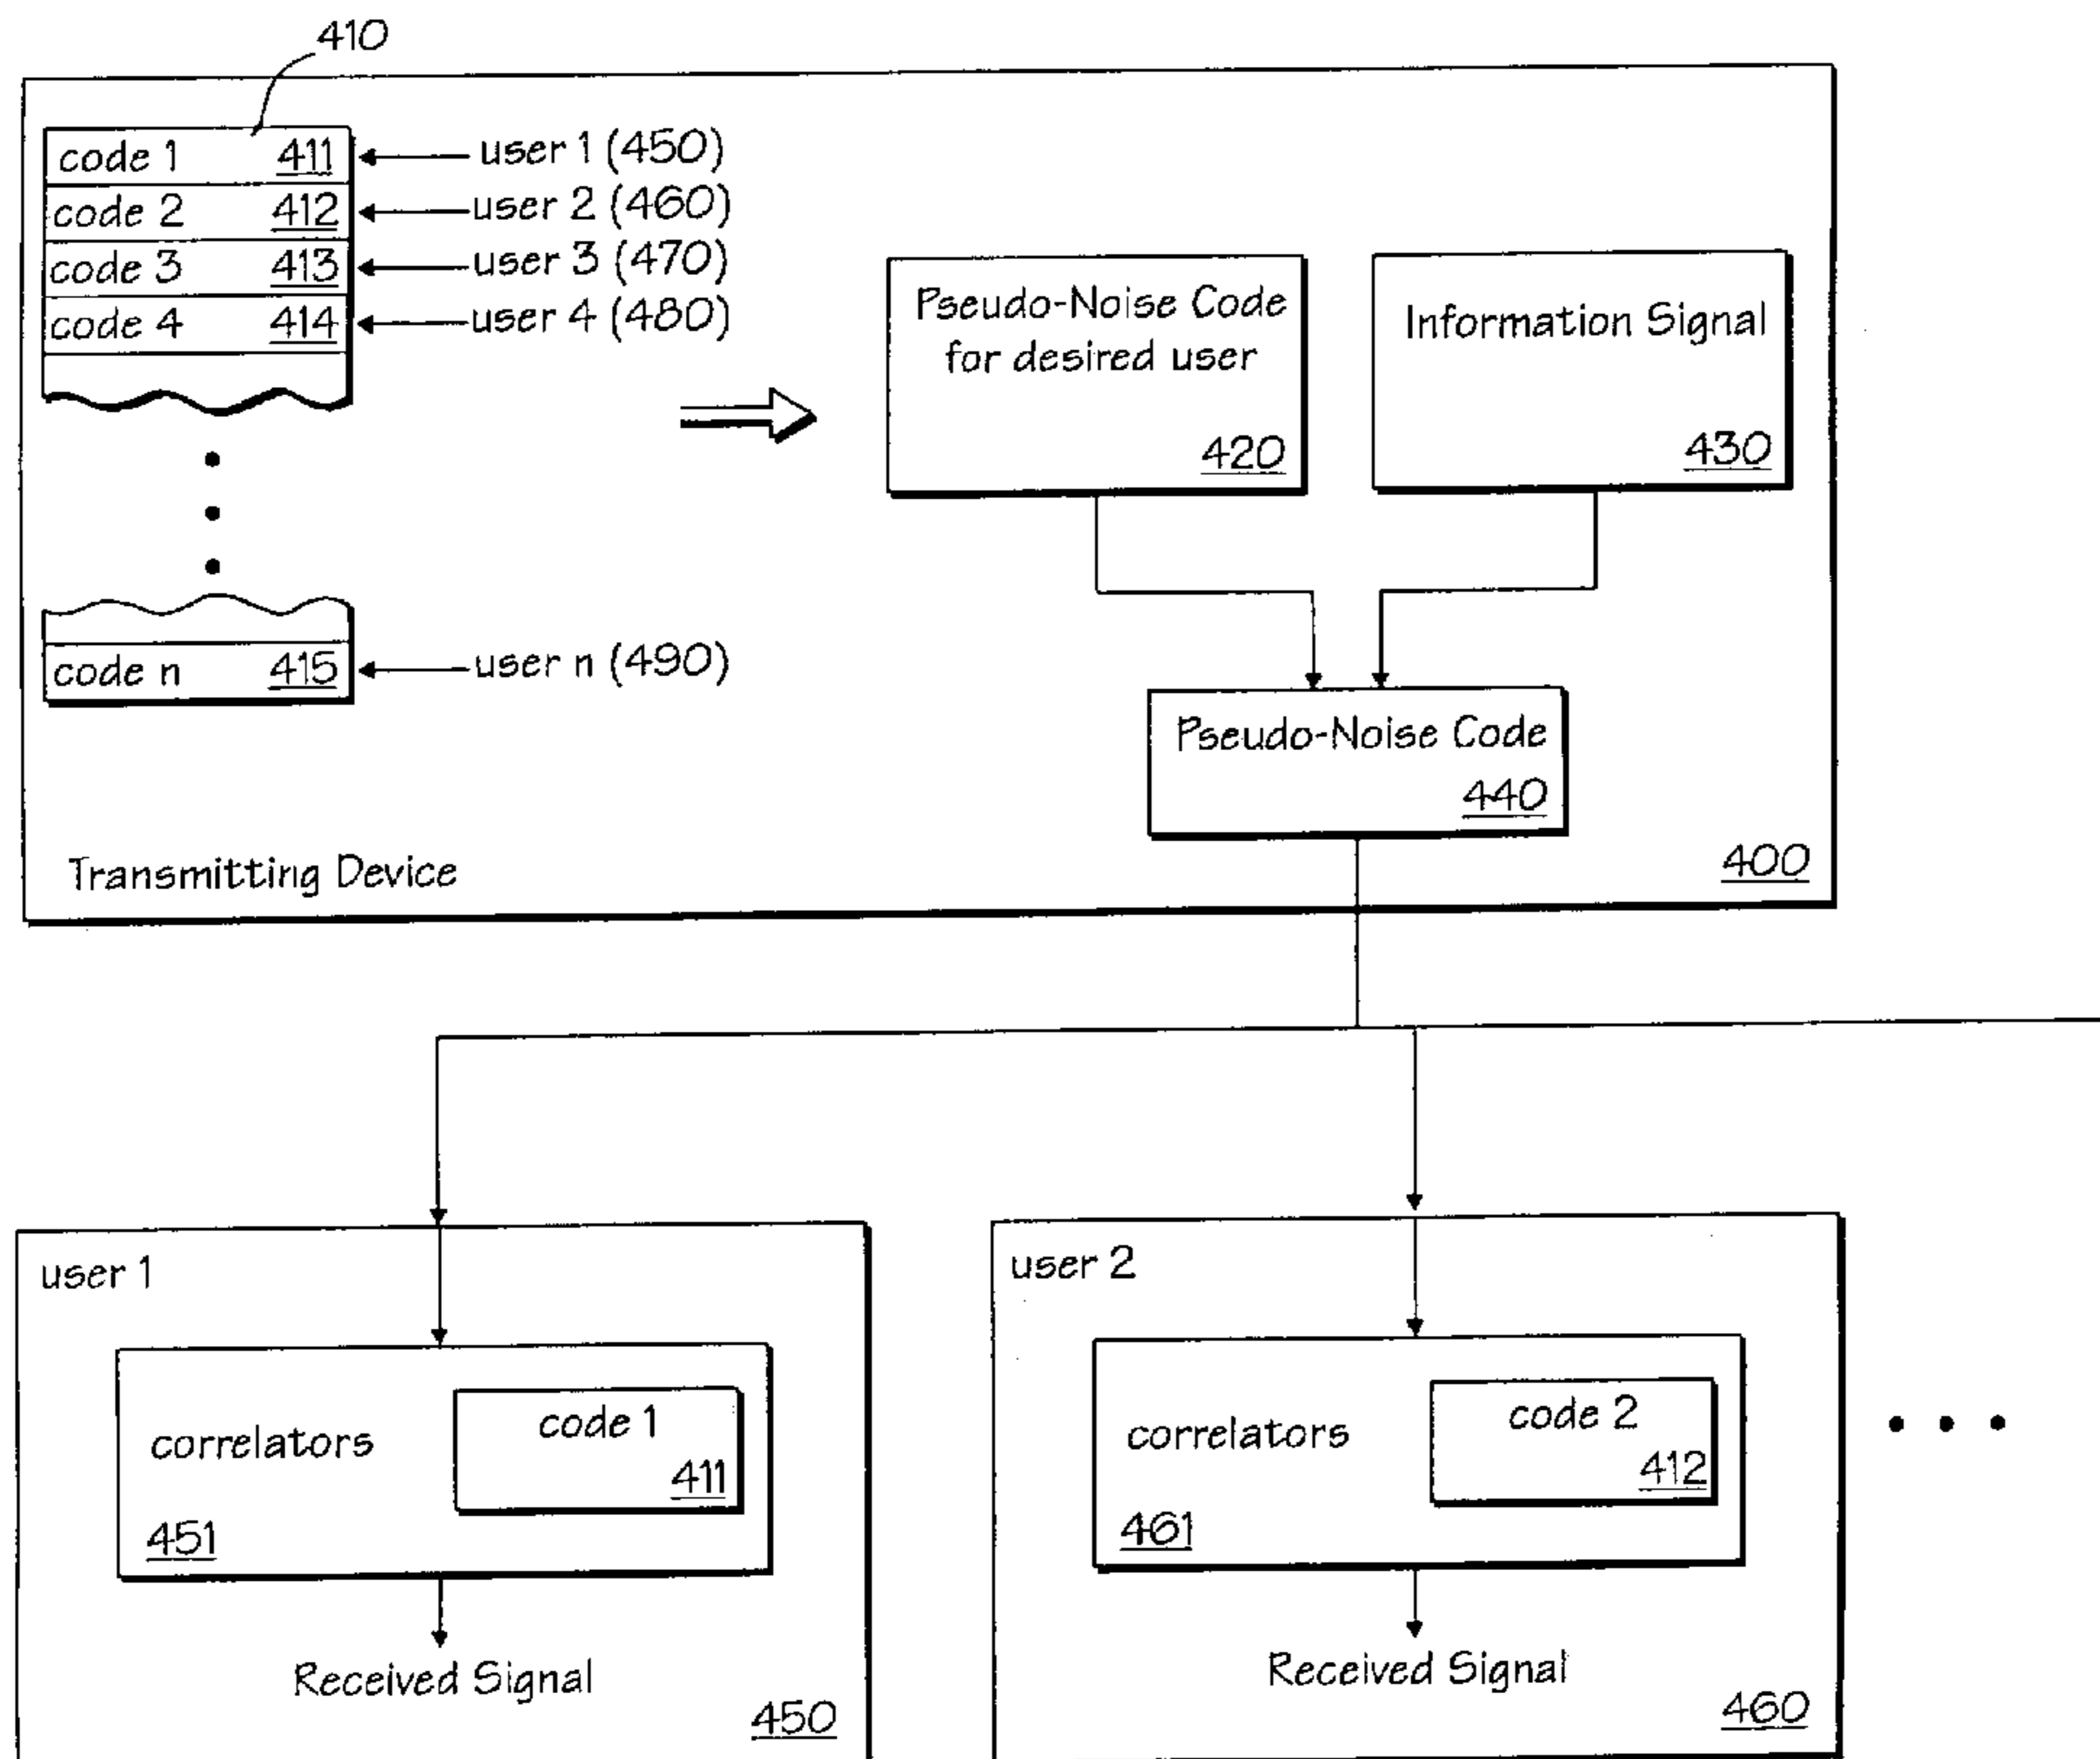 410
code 1 411 user 1 (450)
code 2 412 user 2 (460)
code 3 413 user 3 (470)
code 4 414 user 4 (480)
Pseudo-Noise Code
for desired user
420
Information Signal
430
code n 415 user n (490)
Pseudo-Noise Code
440
Transmitting Device
400
user 1
correlators
code 1
411
451
Received Signal
450
user 2
correlators
code 2
412
461
Received Signal
460